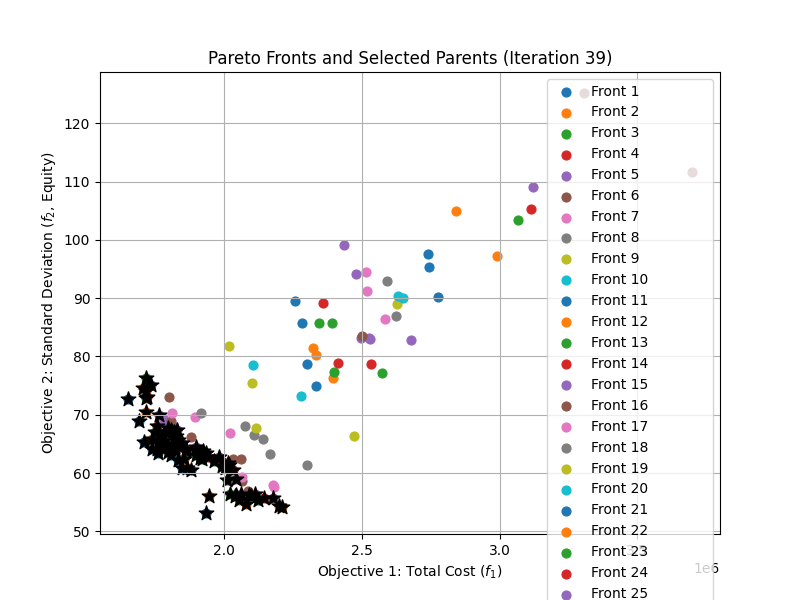 Pareto Fronts and Selected Parents (Iteration 39)
Objective 2: Standard Deviation (f₂, Equity)
120
110
100
90
80
70
60
50
2.0
2.5
3.0
1e6
Objective 1: Total Cost (f₁)
Front 1
Front 2
Front 3
Front 4
Front 5
Front 6
Front 7
Front 8
Front 9
Front 10
Front 11
Front 12
Front 13
Front 14
Front 15
Front 16
Front 17
Front 18
Front 19
Front 20
Front 21
Front 22
Front 23
Front 24
Front 25